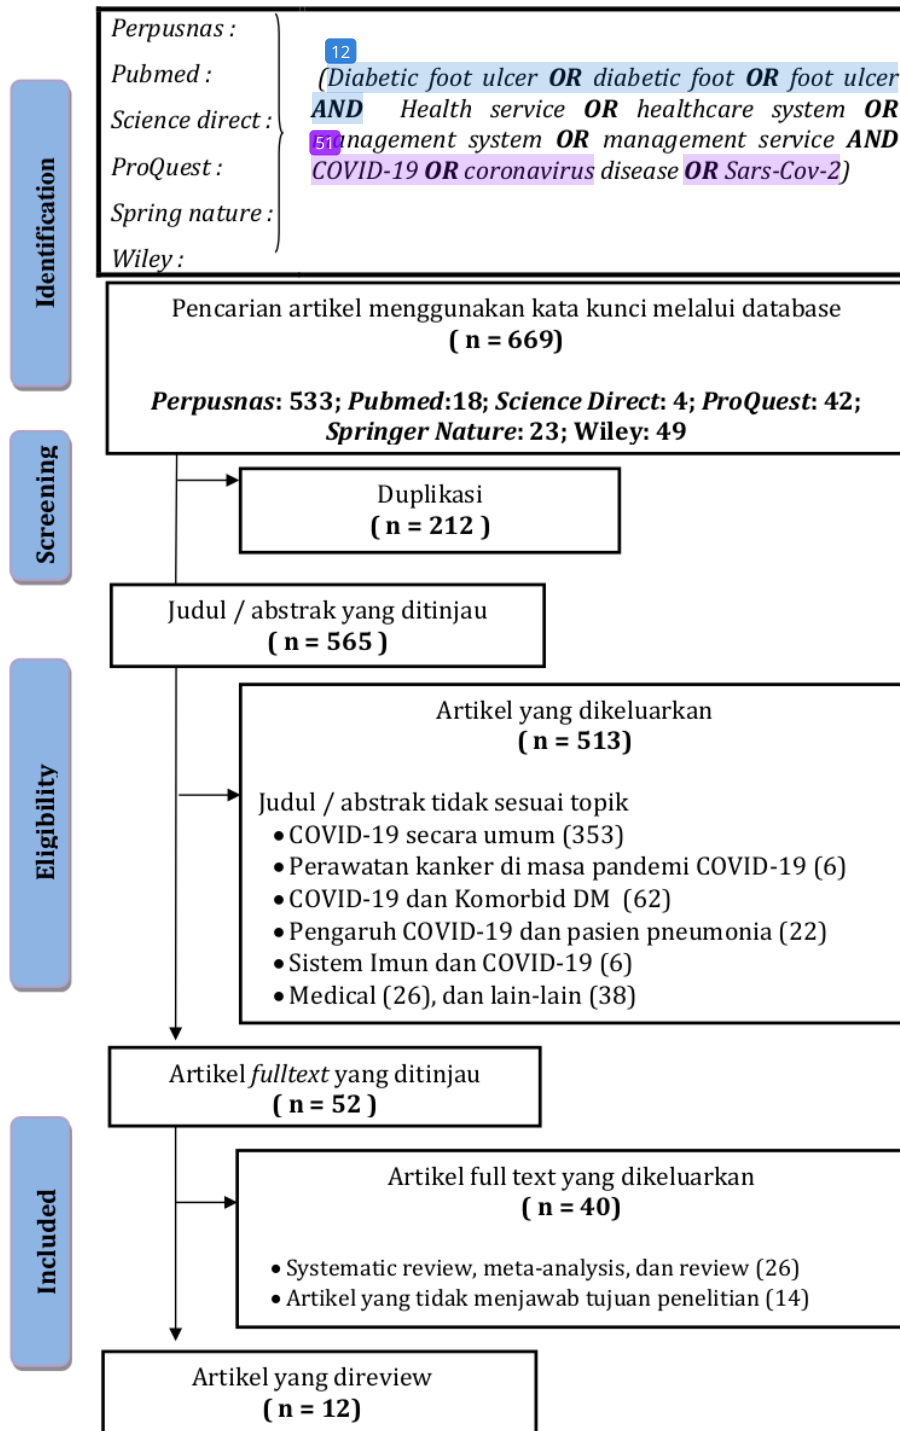 Identification
Perpusnas :
Pubmed :
Science direct :
ProQuest :
Spring nature :
Wiley :
12
(Diabetic foot ulcer OR diabetic foot OR foot ulcer
AND Health service OR healthcare system OR
management system OR management service AND
51
COVID-19 OR coronavirus disease OR Sars-Cov-2)
Pencarian artikel menggunakan kata kunci melalui database
( n = 669)
Perpusnas: 533; Pubmed:18; Science Direct: 4; ProQuest: 42;
Springer Nature: 23; Wiley: 49
Screening
Duplikasi
( n = 212 )
Judul / abstrak yang ditinjau
( n = 565 )
Eligibility
Artikel yang dikeluarkan
( n = 513)
Judul / abstrak tidak sesuai topik
• COVID-19 secara umum (353)
• Perawatan kanker di masa pandemi COVID-19 (6)
• COVID-19 dan Komorbid DM (62)
• Pengaruh COVID-19 dan pasien pneumonia (22)
• Sistem Imun dan COVID-19 (6)
• Medical (26), dan lain-lain (38)
Artikel fulltext yang ditinjau
( n = 52 )
Included
Artikel full text yang dikeluarkan
( n = 40)
• Systematic review, meta-analysis, dan review (26)
• Artikel yang tidak menjawab tujuan penelitian (14)
Artikel yang direview
( n = 12)